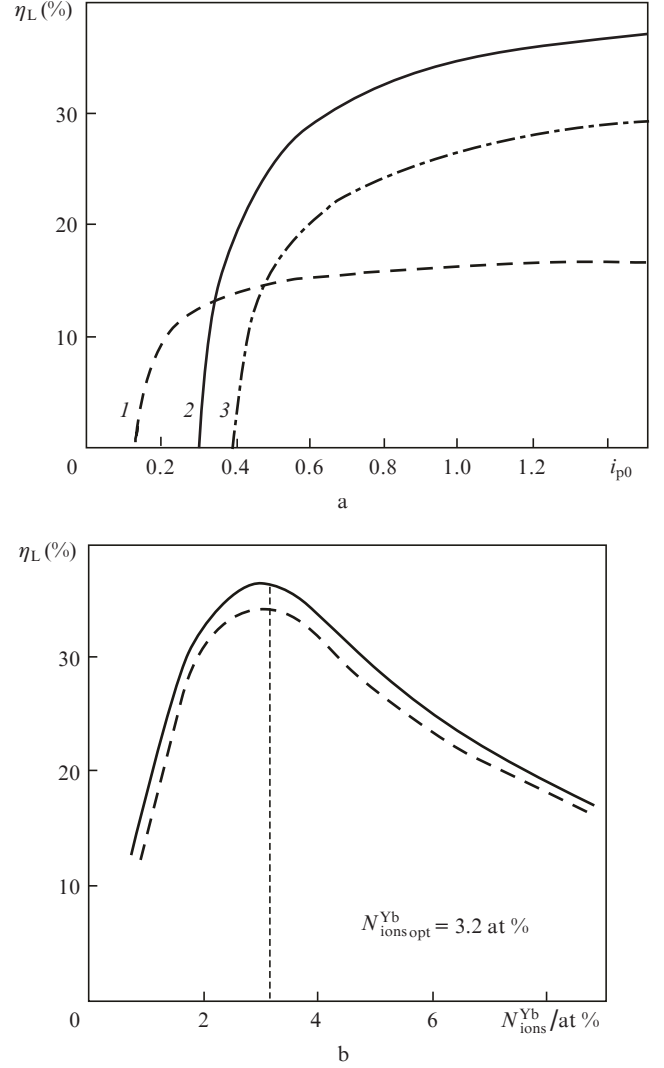 η_L (%)
30
20
10
1 2 3
0 0.2 0.4 0.6 0.8 1.0 1.2 i_p0
a
η_L (%)
30
20
10
N^Yb_ions opt = 3.2 at %
0 2 4 6 N^Yb_ions/at %
b